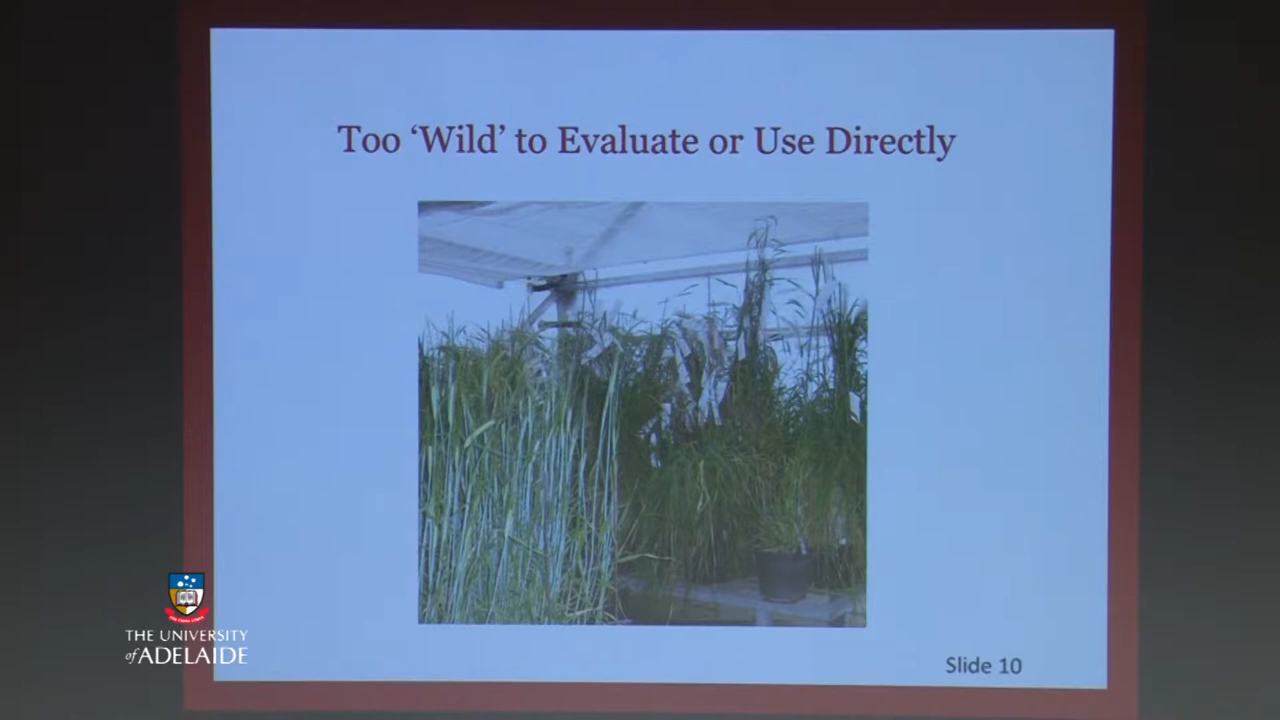 Too ‘Wild’ to Evaluate or Use Directly
Slide 10
THE UNIVERSITY
of ADELAIDE